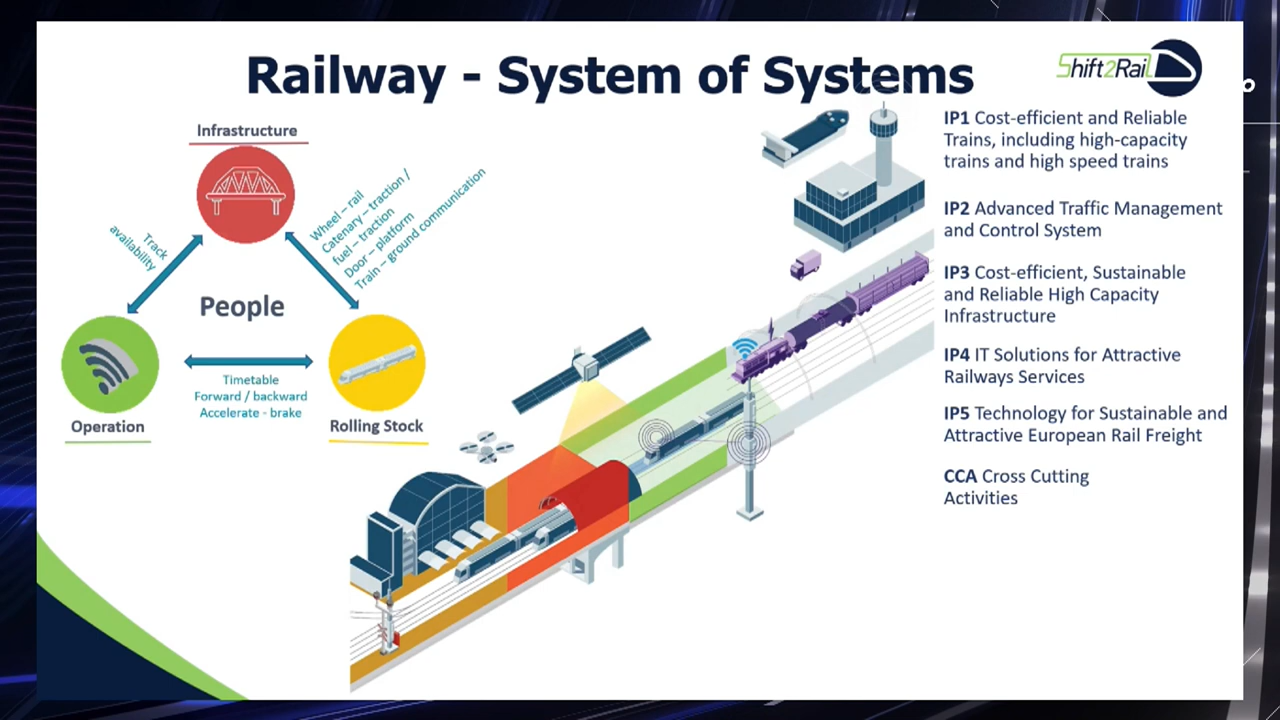 Railway - System of Systems
Shift2Rail
Infrastructure
Track
availability
Wheel – rail
Catenary – traction /
fuel – traction
Door – platform
Train – ground communication
People
Timetable
Forward / backward
Accelerate - brake
Operation
Rolling Stock
IP1 Cost-efficient and Reliable
Trains, including high-capacity
trains and high speed trains
IP2 Advanced Traffic Management
and Control System
IP3 Cost-efficient, Sustainable
and Reliable High Capacity
Infrastructure
IP4 IT Solutions for Attractive
Railways Services
IP5 Technology for Sustainable and
Attractive European Rail Freight
CCA Cross Cutting
Activities